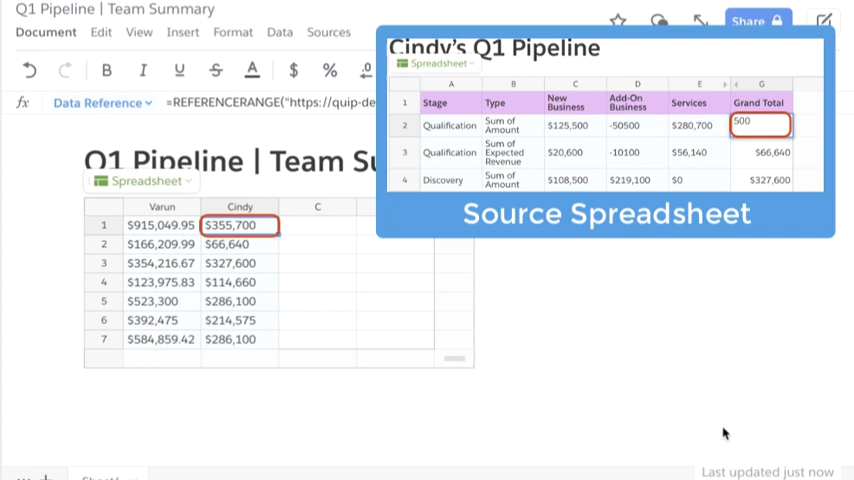 Q1 Pipeline | Team Summary
Document Edit View Insert Format Data Sources
Share
B I U S A $ % .0
fx Data Reference =REFERENCERANGE("https://quip-de
Q1 Pipeline | Team Su
Spreadsheet
Varun Cindy C
1 $915,049.95 $355,700
2 $166,209.99 $66,640
3 $354,216.67 $327,600
4 $123,975.83 $114,660
5 $523,300 $286,100
6 $392,475 $214,575
7 $584,859.42 $286,100
Cindy's Q1 Pipeline
Spreadsheet
A B C D E G
1 Stage Type New Business Add-On Business Services Grand Total
2 Qualification Sum of Amount $125,500 -50500 $280,700 500
3 Qualification Sum of Expected Revenue $20,600 -10100 $56,140 $66,640
4 Discovery Sum of Amount $108,500 $219,100 $0 $327,600
Source Spreadsheet
Last updated just now